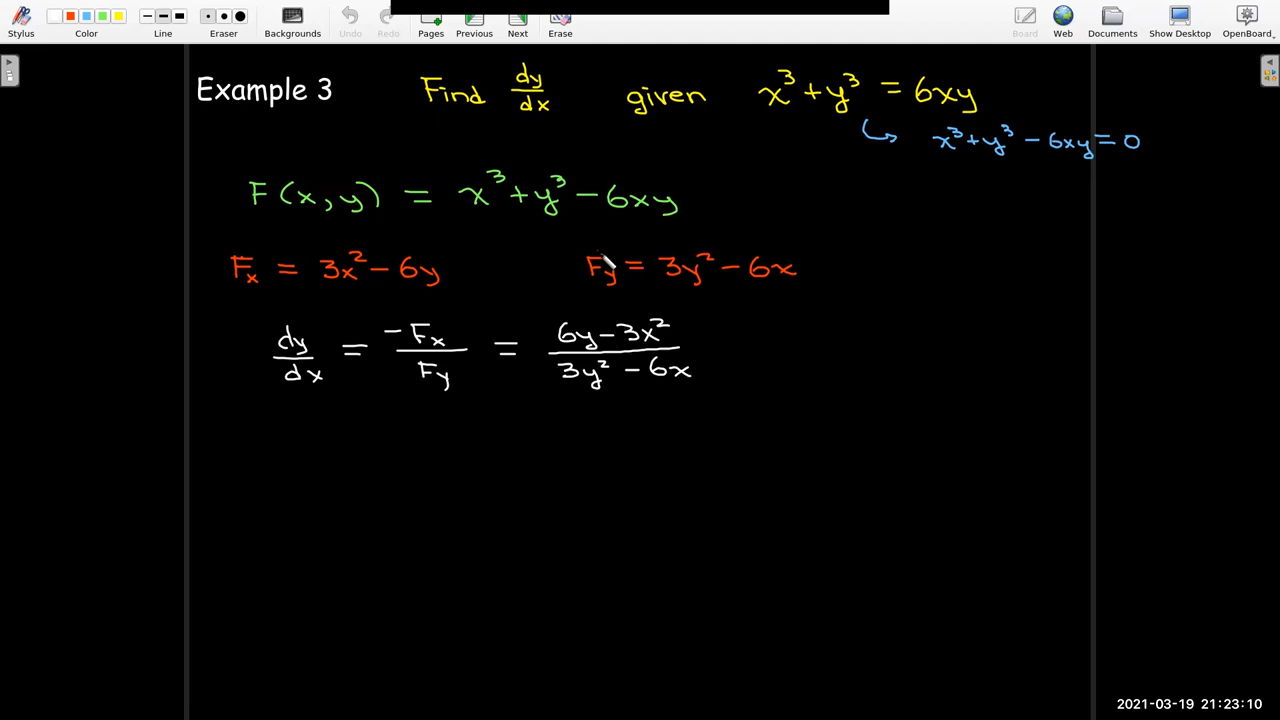 Stylus Color Line Eraser Backgrounds Undo Redo Pages Previous Next Erase Board Web Documents Show Desktop OpenBoard
Example 3 Find dy/dx given x³ + y³ = 6xy
x³ + y³ − 6xy = 0
F(x, y) = x³ + y³ − 6xy
Fₓ = 3x² − 6y Fᵧ = 3y² − 6x
dy/dx = −Fₓ/Fᵧ = (6y − 3x²)/(3y² − 6x)
2021-03-19 21:23:10